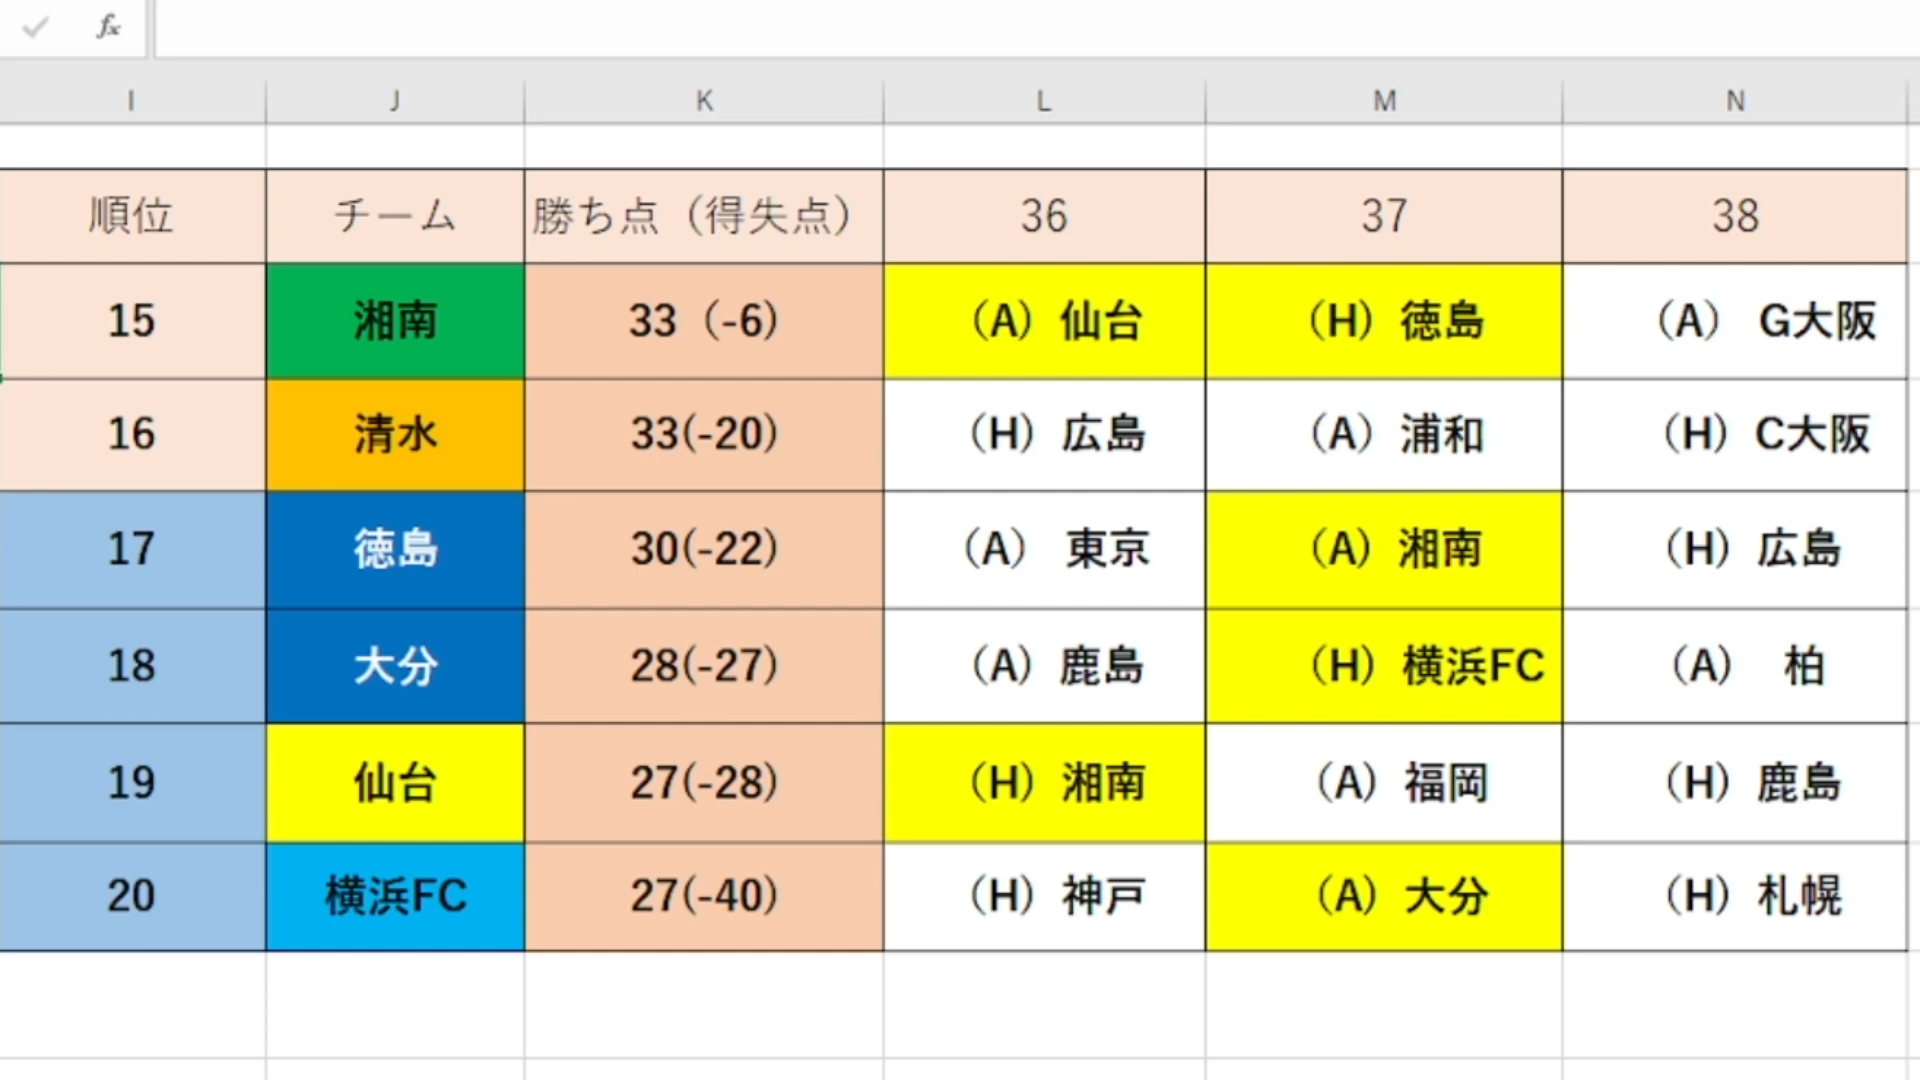 fx
I J K L M N
順位 チーム 勝ち点（得失点） 36 37 38
15 湘南 33（-6） （A）仙台 （H）徳島 （A） G大阪
16 清水 33(-20) （H）広島 （A）浦和 （H）C大阪
17 徳島 30(-22) （A） 東京 （A）湘南 （H）広島
18 大分 28(-27) （A）鹿島 （H）横浜FC （A） 柏
19 仙台 27(-28) （H）湘南 （A）福岡 （H）鹿島
20 横浜FC 27(-40) （H）神戸 （A）大分 （H）札幌